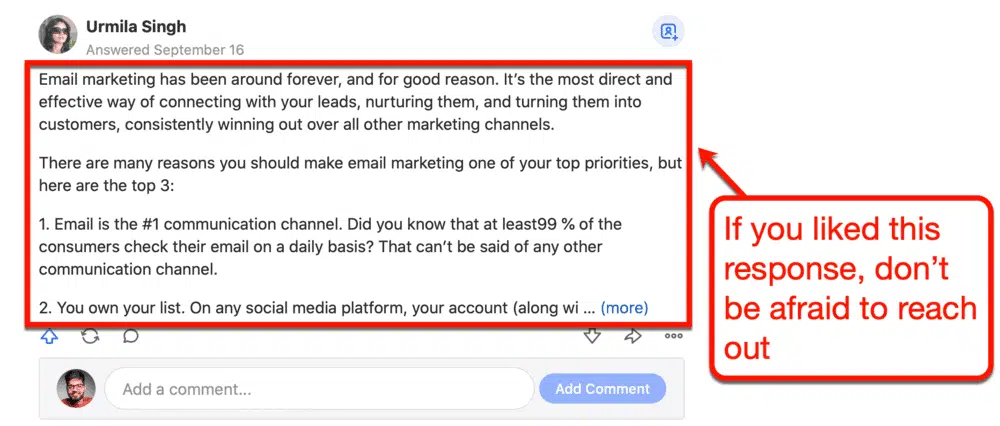 Urmila Singh
Answered September 16
Email marketing has been around forever, and for good reason. It's the most direct and
effective way of connecting with your leads, nurturing them, and turning them into
customers, consistently winning out over all other marketing channels.
There are many reasons you should make email marketing one of your top priorities, but
here are the top 3:
1. Email is the #1 communication channel. Did you know that at least99 % of the
consumers check their email on a daily basis? That can't be said of any other
communication channel.
2. You own your list. On any social media platform, your account (along wi ... (more)
Add a comment...
Add Comment
If you liked this
response, don't
be afraid to reach
out